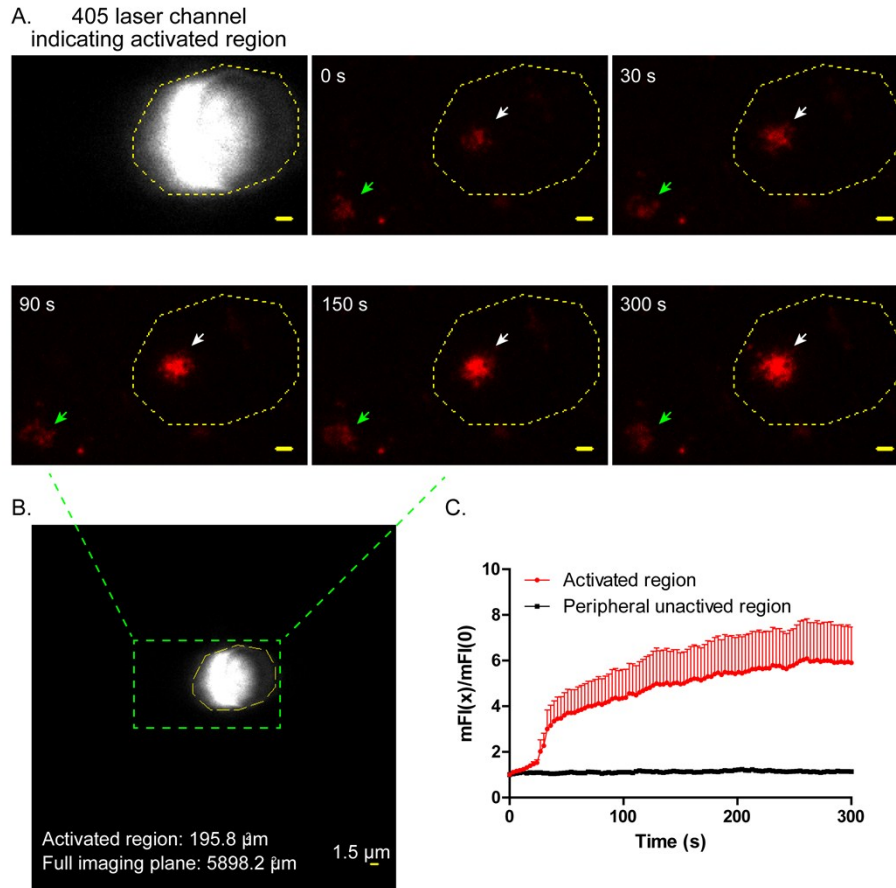 A.
405 laser channel
indicating activated region
0 s
30 s
90 s
150 s
300 s
B.
Activated region: 195.8 µm²
Full imaging plane: 5898.2 µm²
1.5 µm
C.
mFI(x)/mFI(0)
10
8
6
4
2
0
Activated region
Peripheral unactived region
0
100
200
300
Time (s)